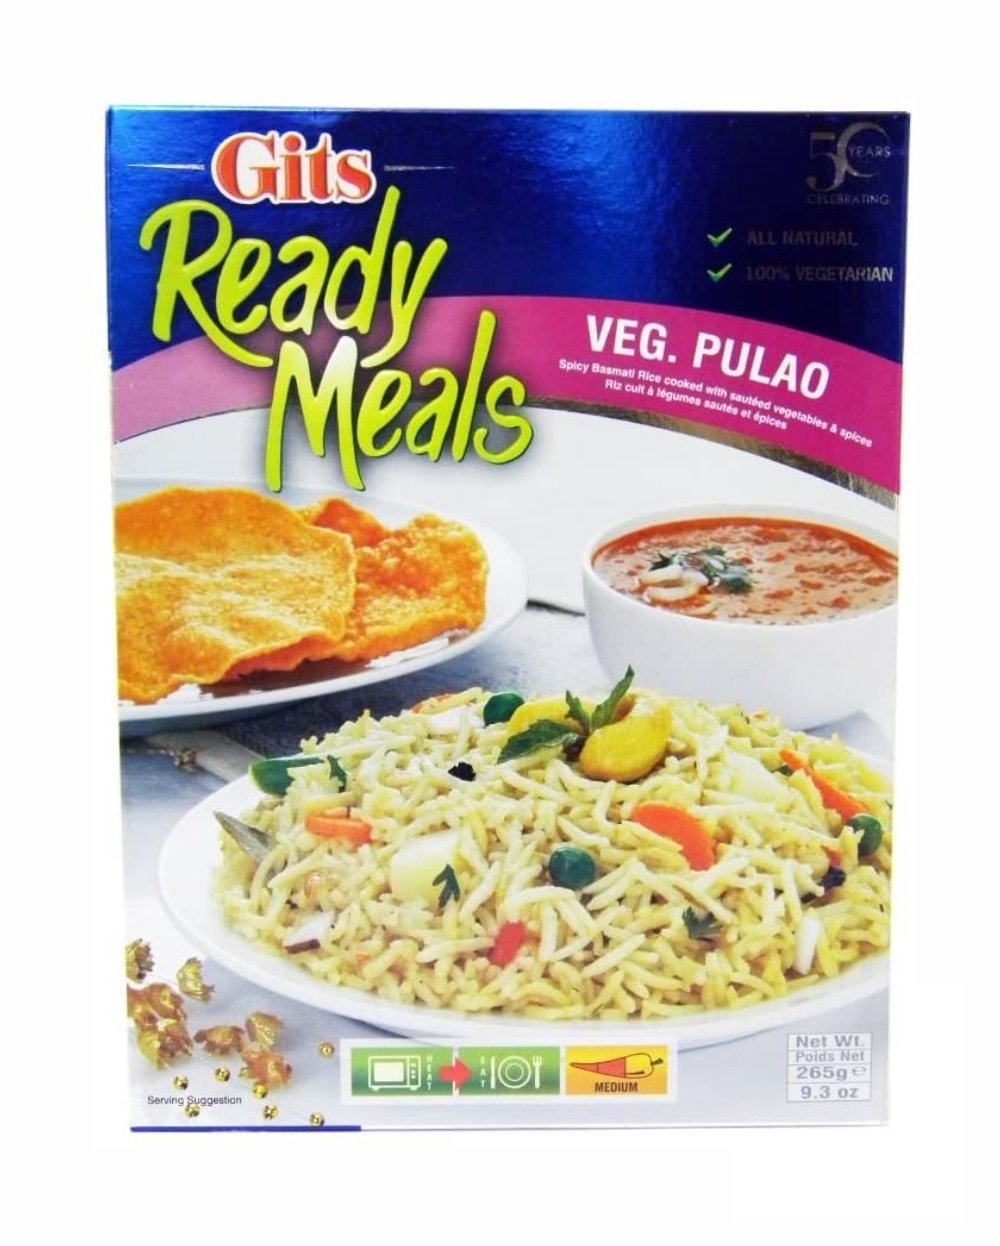 Gits
Ready
Meals
50 YEARS
CELEBRATING
ALL NATURAL
100% VEGETARIAN
VEG. PULAO
Spicy Basmati Rice cooked with sautéed vegetables & spices
Riz cuit à légumes sautés et épices
HEAT
EAT
MEDIUM
Serving Suggestion
Net Wt.
Poids Net
265g e
9.3 oz